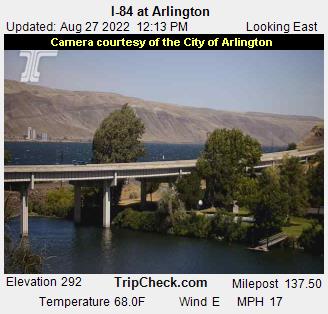 I-84 at Arlington
Updated: Aug 27 2022 12:13 PM Looking East
Camera courtesy of the City of Arlington
Elevation 292 TripCheck.com Milepost 137.50
Temperature 68.0F Wind E MPH 17